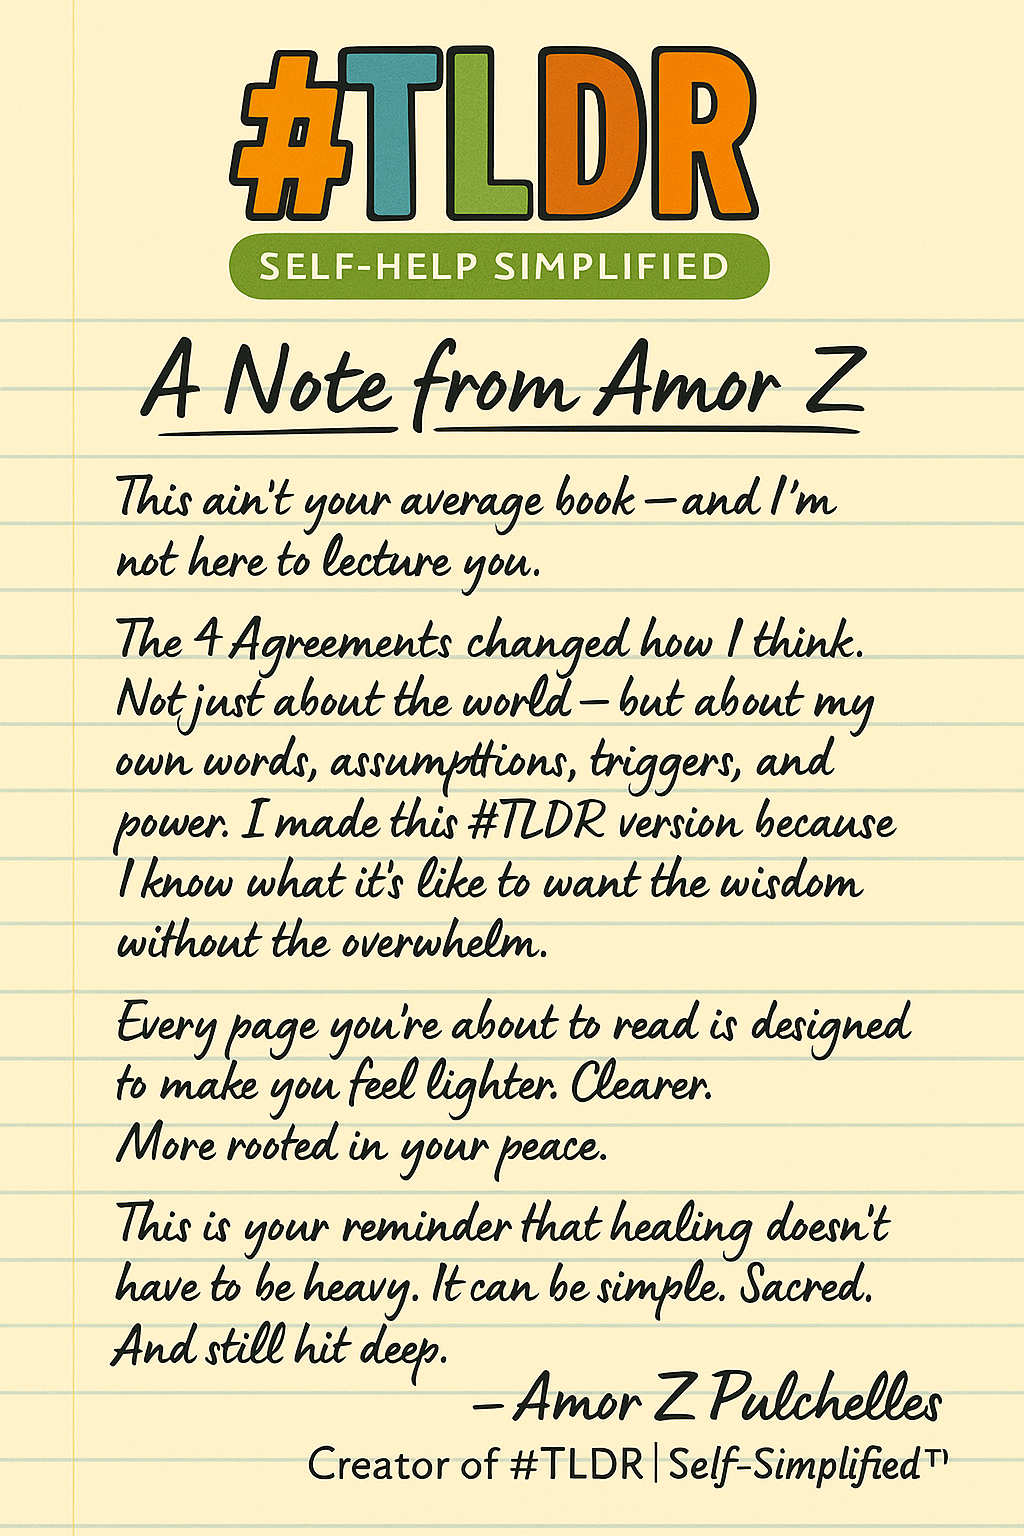 #TLDR
SELF-HELP SIMPLIFIED
A Note from Amor Z
This ain't your average book—and I'm
not here to lecture you.
The 4 Agreements changed how I think.
Not just about the world—but about my
own words, assumpttions, triggers, and
power. I made this #TLDR version because
I know what it's like to want the wisdom
without the overwhelm.
Every page you're about to read is designed
to make you feel lighter. Clearer.
More rooted in your peace.
This is your reminder that healing doesn't
have to be heavy. It can be simple. Sacred.
And still hit deep.
– Amor Z Pulchelles
Creator of #TLDR | Self-Simplified™